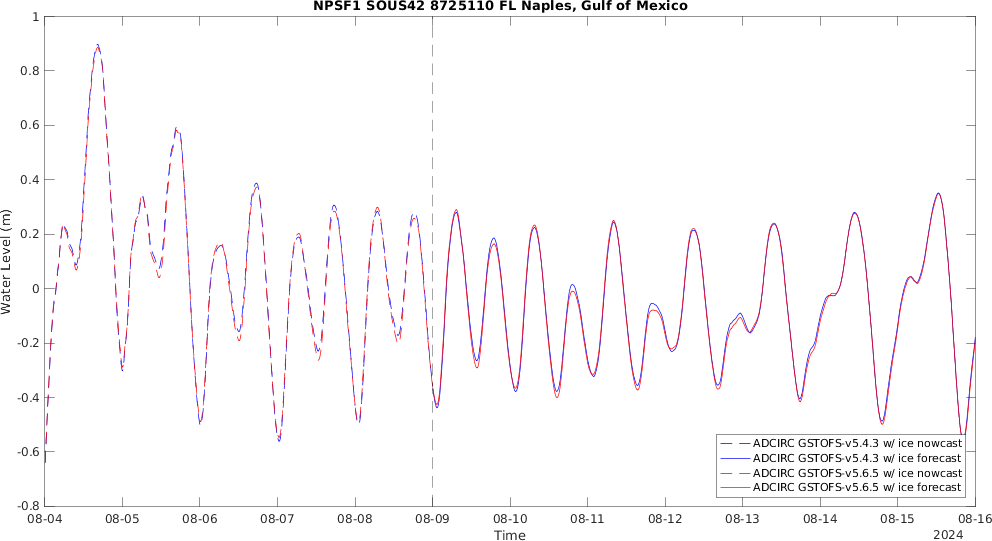 NPSF1 SOUS42 8725110 FL Naples, Gulf of Mexico
1
0.8
0.6
0.4
0.2
0
-0.2
-0.4
-0.6
-0.8
Water Level (m)
ADCIRC GSTOFS-v5.4.3 w/ ice nowcast
ADCIRC GSTOFS-v5.4.3 w/ ice forecast
ADCIRC GSTOFS-v5.6.5 w/ ice nowcast
ADCIRC GSTOFS-v5.6.5 w/ ice forecast
08-04 08-05 08-06 08-07 08-08 08-09 08-10 08-11 08-12 08-13 08-14 08-15 08-16
Time
2024